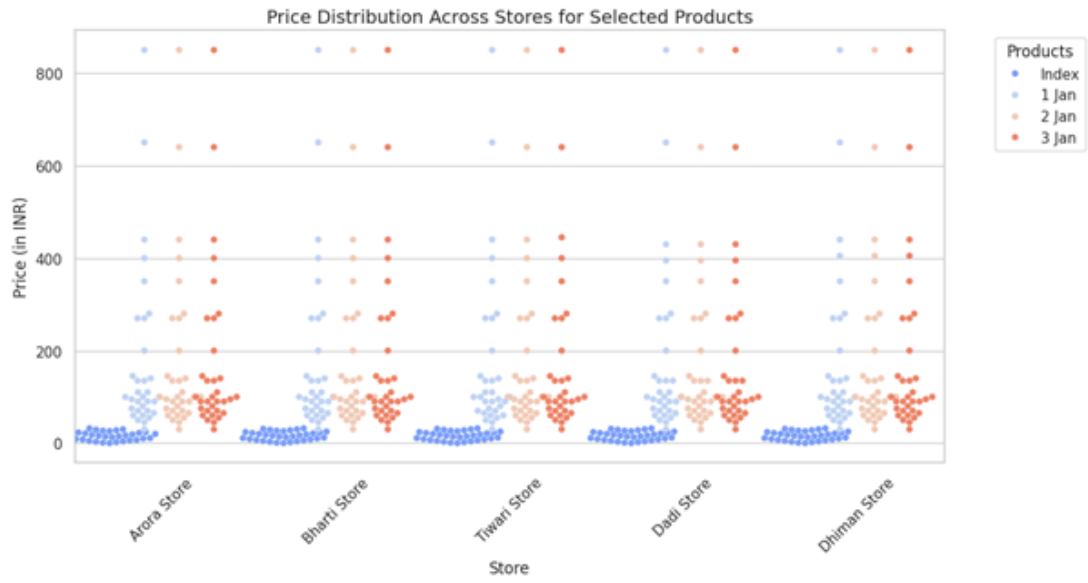 Price Distribution Across Stores for Selected Products
Price (in INR)
800
600
400
200
0
Arora Store
Bharti Store
Tiwari Store
Dadi Store
Dhiman Store
Store
Products
Index
1 Jan
2 Jan
3 Jan